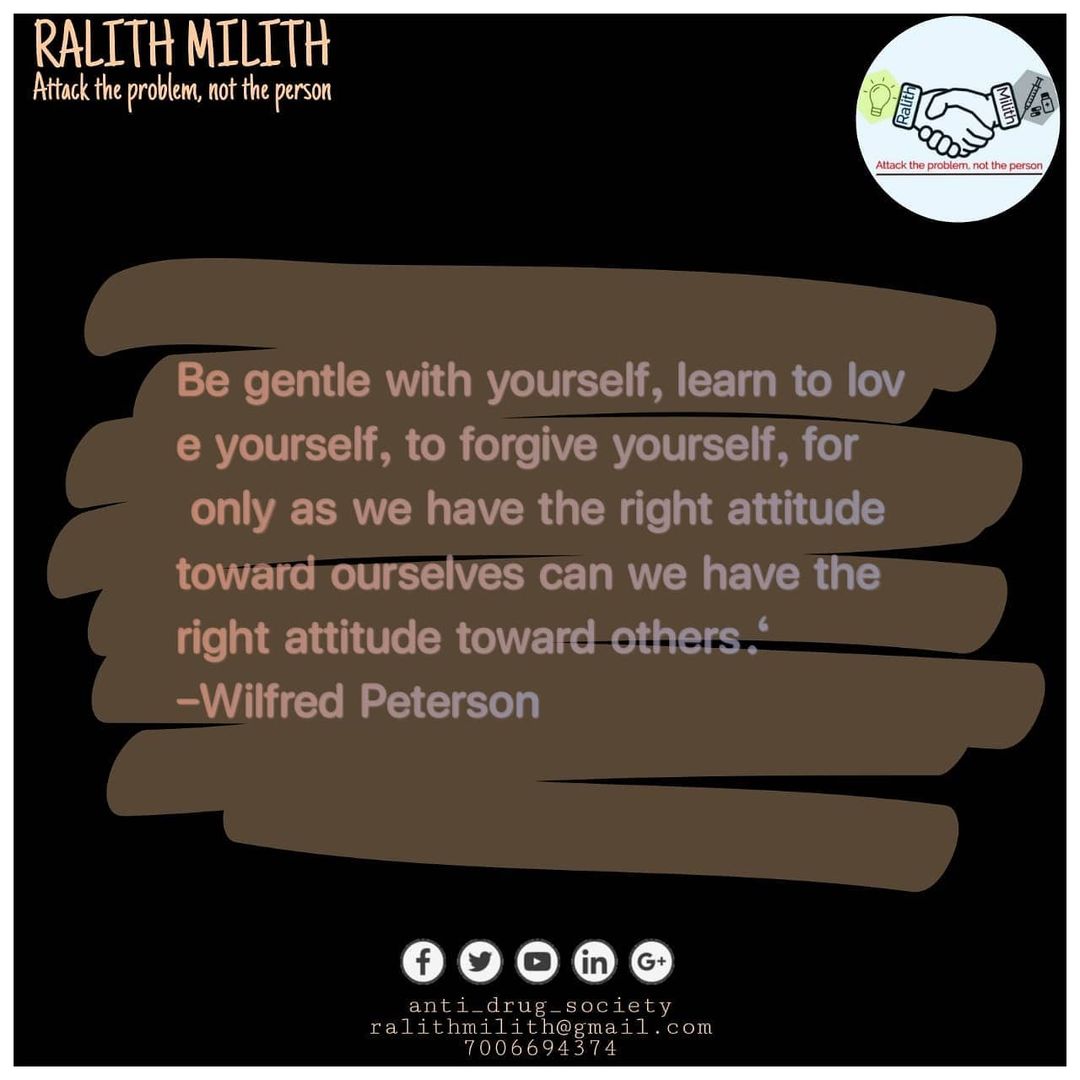 RALITH MILITH
Attack the problem, not the person
Ralith
Milith
Attack the problem, not the person
Be gentle with yourself, learn to lov
e yourself, to forgive yourself, for
only as we have the right attitude
toward ourselves can we have the
right attitude toward others.‘
–Wilfred Peterson
f
in
G+
anti_drug_society
ralithmilith@gmail.com
7006694374